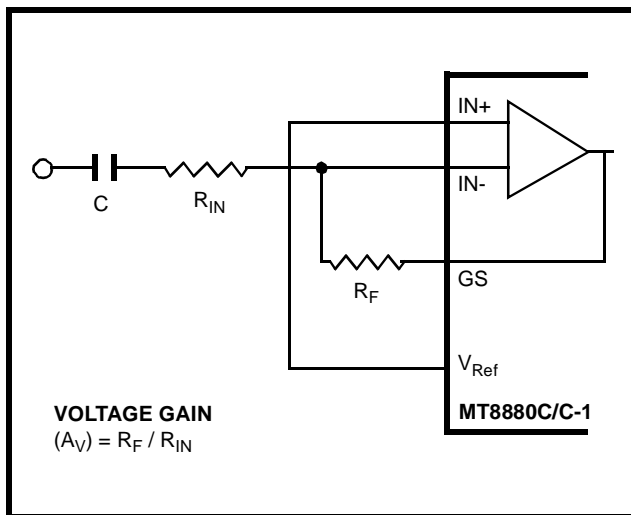 IN+
IN-
C
R_IN
R_F
GS
V_Ref
MT8880C/C-1
VOLTAGE GAIN
(A_V) = R_F / R_IN